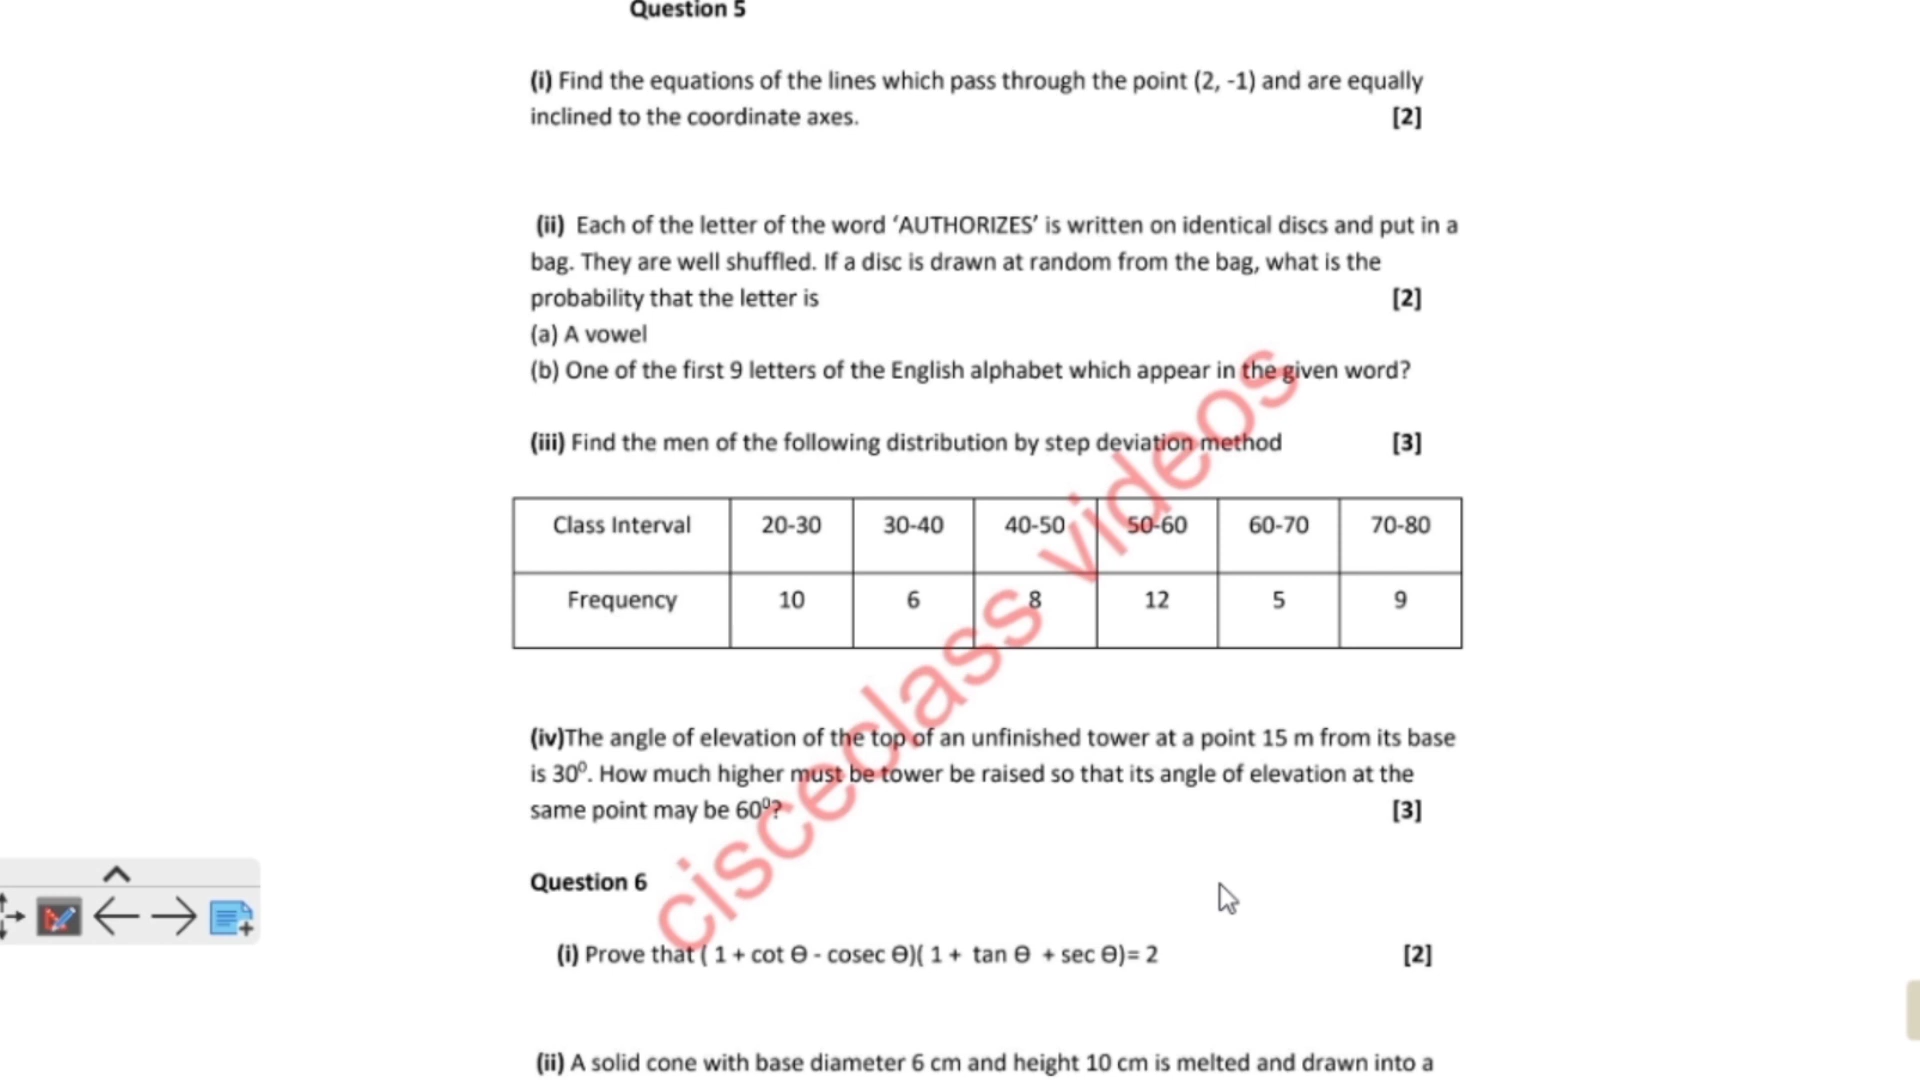 Question 5
(i) Find the equations of the lines which pass through the point (2, -1) and are equally
inclined to the coordinate axes. [2]
(ii) Each of the letter of the word ‘AUTHORIZES’ is written on identical discs and put in a
bag. They are well shuffled. If a disc is drawn at random from the bag, what is the
probability that the letter is [2]
(a) A vowel
(b) One of the first 9 letters of the English alphabet which appear in the given word?
(iii) Find the men of the following distribution by step deviation method [3]
Class Interval 20-30 30-40 40-50 50-60 60-70 70-80
Frequency 10 6 8 12 5 9
(iv)The angle of elevation of the top of an unfinished tower at a point 15 m from its base
is 30⁰. How much higher must be tower be raised so that its angle of elevation at the
same point may be 60⁰? [3]
Question 6
(i) Prove that ( 1 + cot Ɵ - cosec Ɵ)( 1 + tan Ɵ + sec Ɵ)= 2 [2]
(ii) A solid cone with base diameter 6 cm and height 10 cm is melted and drawn into a
cisceclass videos